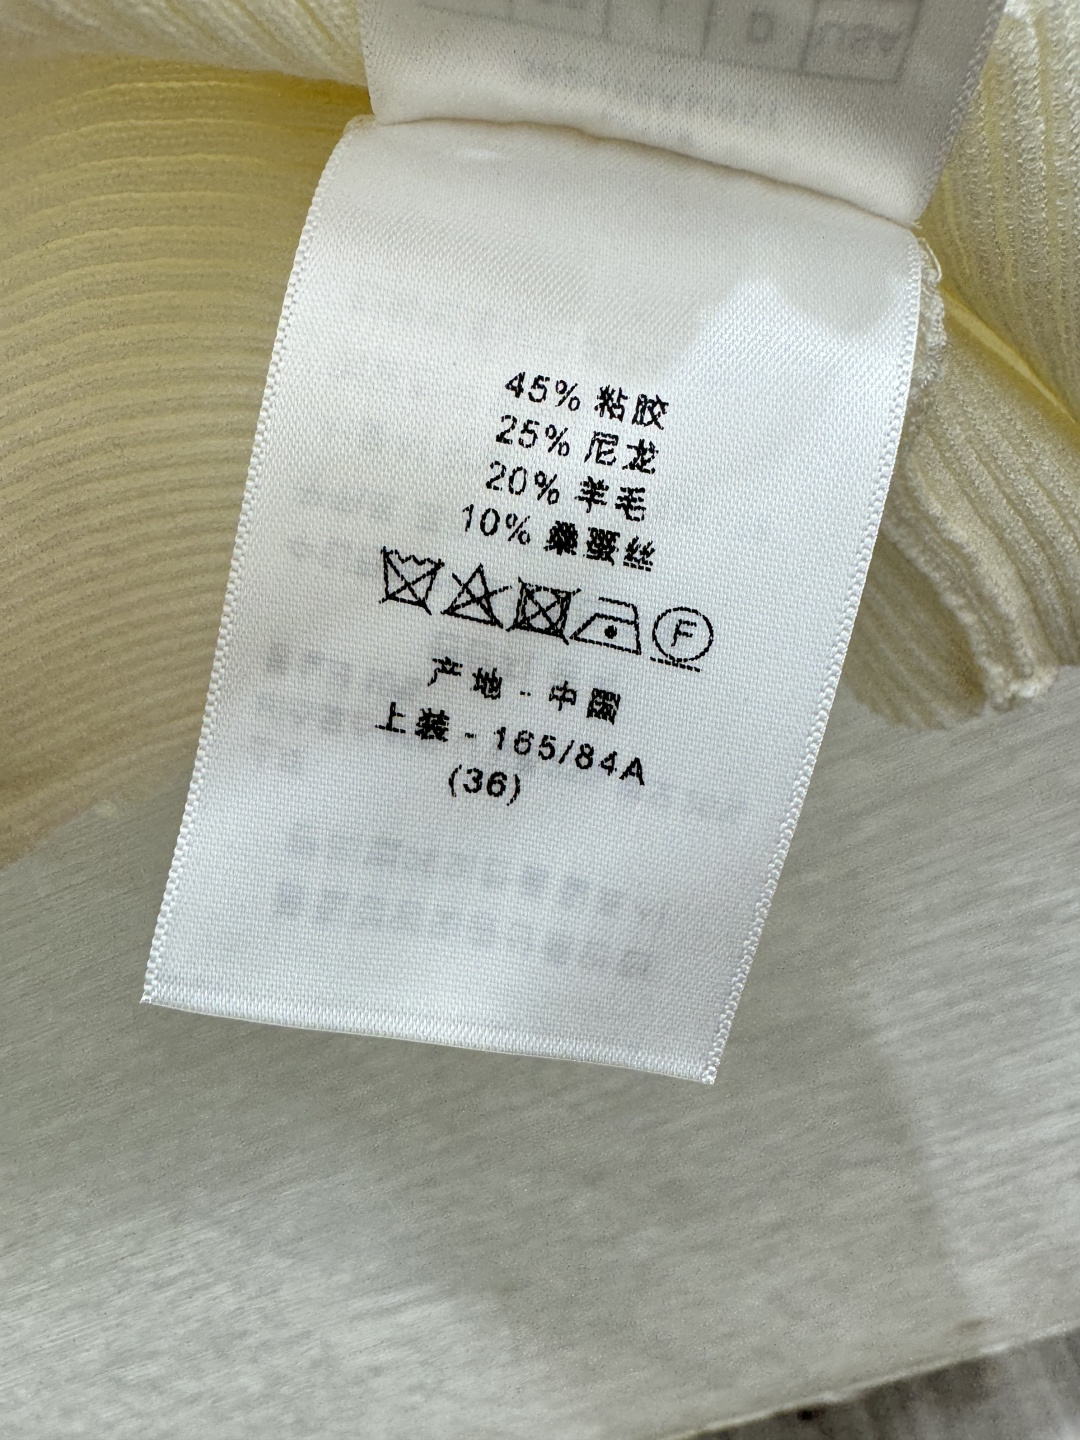 45% 粘胶
25% 尼龙
20% 羊毛
10% 桑蚕丝
F
产地 - 中国
上装 - 165/84A
(36)